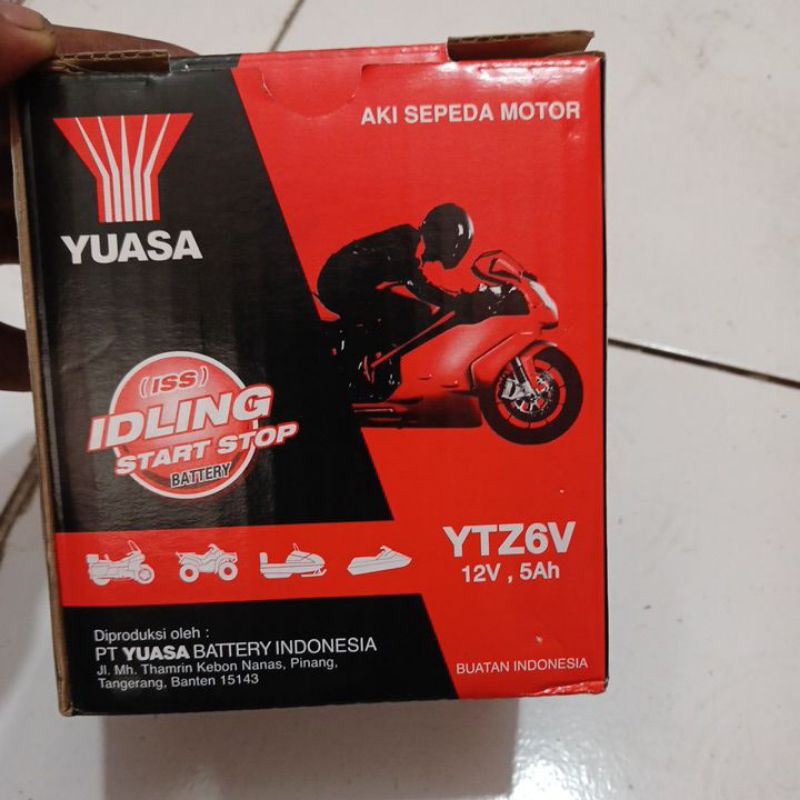 AKI SEPEDA MOTOR
YUASA
(ISS)
IDLING
START STOP
BATTERY
YTZ6V
12V , 5Ah
Diproduksi oleh :
PT YUASA BATTERY INDONESIA
Jl. Mh. Thamrin Kebon Nanas, Pinang,
Tangerang, Banten 15143
BUATAN INDONESIA